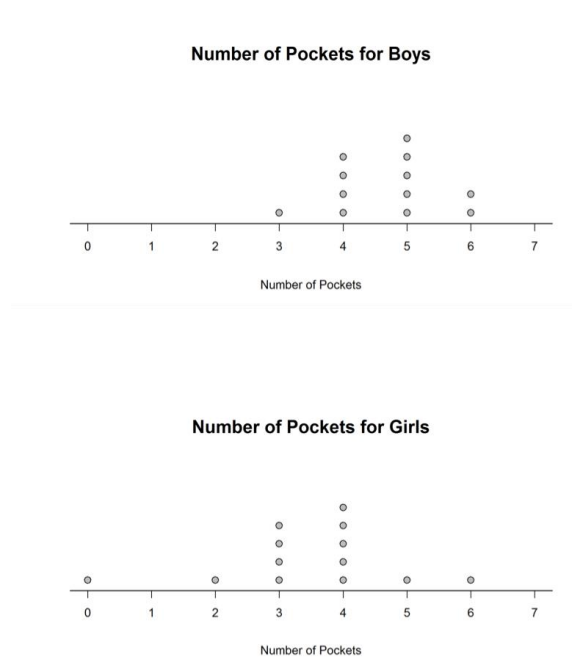 Number of Pockets for Boys
0 1 2 3 4 5 6 7
Number of Pockets
Number of Pockets for Girls
0 1 2 3 4 5 6 7
Number of Pockets